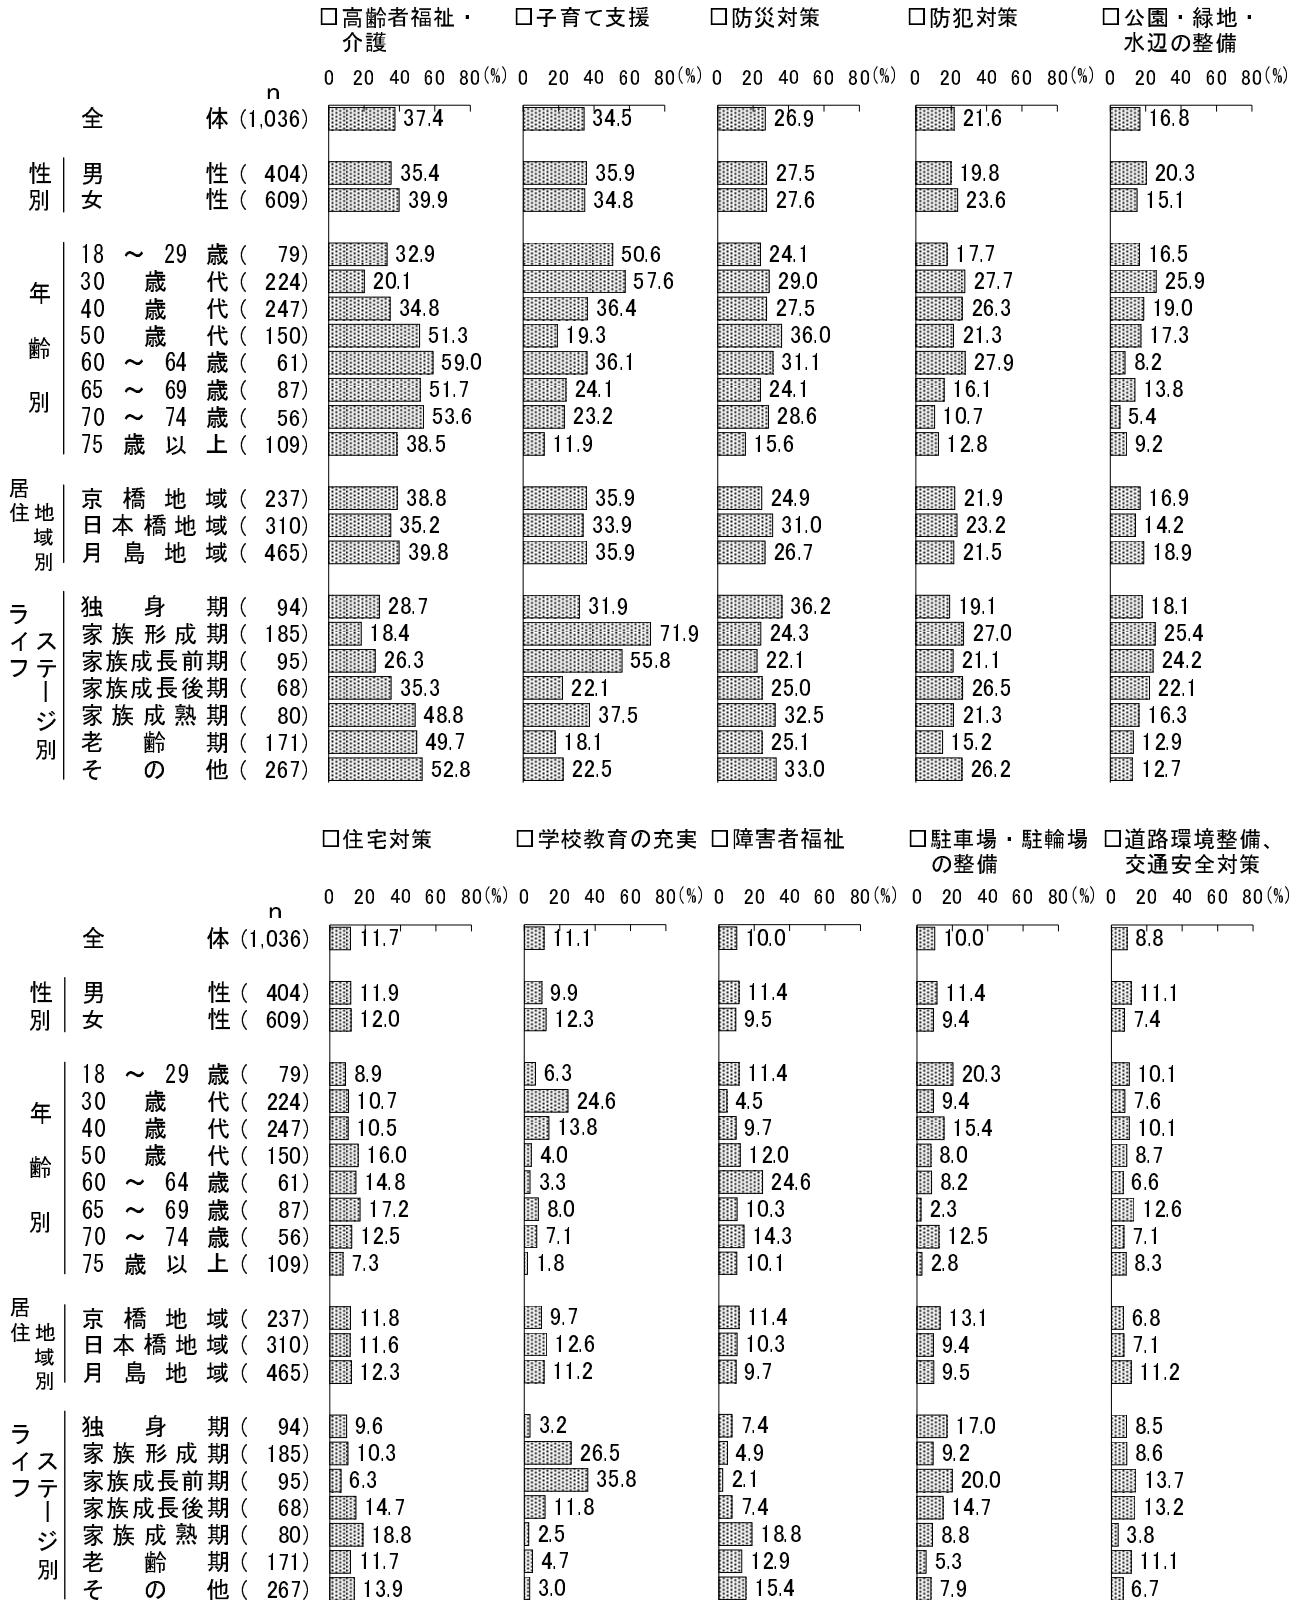 □高齢者福祉・ □子育て支援 □防災対策 □防犯対策 □公園・緑地・
介護 水辺の整備
0 20 40 60 80(%) 0 20 40 60 80(%) 0 20 40 60 80(%) 0 20 40 60 80(%) 0 20 40 60 80(%)
n
全体(1,036) 37.4 34.5 26.9 21.6 16.8
性別
男性( 404) 35.4 35.9 27.5 19.8 20.3
女性( 609) 39.9 34.8 27.6 23.6 15.1
年齢別
18 ～ 29 歳( 79) 32.9 50.6 24.1 17.7 16.5
30 歳代( 224) 20.1 57.6 29.0 27.7 25.9
40 歳代( 247) 34.8 36.4 27.5 26.3 19.0
50 歳代( 150) 51.3 19.3 36.0 21.3 17.3
60 ～ 64 歳( 61) 59.0 36.1 31.1 27.9 8.2
65 ～ 69 歳( 87) 51.7 24.1 24.1 16.1 13.8
70 ～ 74 歳( 56) 53.6 23.2 28.6 10.7 5.4
75 歳以上( 109) 38.5 11.9 15.6 12.8 9.2
居住地域別
京橋地域( 237) 38.8 35.9 24.9 21.9 16.9
日本橋地域( 310) 35.2 33.9 31.0 23.2 14.2
月島地域( 465) 39.8 35.9 26.7 21.5 18.9
ライフステージ別
独身期( 94) 28.7 31.9 36.2 19.1 18.1
家族形成期( 185) 18.4 71.9 24.3 27.0 25.4
家族成長前期( 95) 26.3 55.8 22.1 21.1 24.2
家族成長後期( 68) 35.3 22.1 25.0 26.5 22.1
家族成熟期( 80) 48.8 37.5 32.5 21.3 16.3
老齢期( 171) 49.7 18.1 25.1 15.2 12.9
その他( 267) 52.8 22.5 33.0 26.2 12.7
□住宅対策 □学校教育の充実 □障害者福祉 □駐車場・駐輪場 □道路環境整備、
の整備 交通安全対策
0 20 40 60 80(%) 0 20 40 60 80(%) 0 20 40 60 80(%) 0 20 40 60 80(%) 0 20 40 60 80(%)
n
全体(1,036) 11.7 11.1 10.0 10.0 8.8
性別
男性( 404) 11.9 9.9 11.4 11.4 11.1
女性( 609) 12.0 12.3 9.5 9.4 7.4
年齢別
18 ～ 29 歳( 79) 8.9 6.3 11.4 20.3 10.1
30 歳代( 224) 10.7 24.6 4.5 9.4 7.6
40 歳代( 247) 10.5 13.8 9.7 15.4 10.1
50 歳代( 150) 16.0 4.0 12.0 8.0 8.7
60 ～ 64 歳( 61) 14.8 3.3 24.6 8.2 6.6
65 ～ 69 歳( 87) 17.2 8.0 10.3 2.3 12.6
70 ～ 74 歳( 56) 12.5 7.1 14.3 12.5 7.1
75 歳以上( 109) 7.3 1.8 10.1 2.8 8.3
居住地域別
京橋地域( 237) 11.8 9.7 11.4 13.1 6.8
日本橋地域( 310) 11.6 12.6 10.3 9.4 7.1
月島地域( 465) 12.3 11.2 9.7 9.5 11.2
ライフステージ別
独身期( 94) 9.6 3.2 7.4 17.0 8.5
家族形成期( 185) 10.3 26.5 4.9 9.2 8.6
家族成長前期( 95) 6.3 35.8 2.1 20.0 13.7
家族成長後期( 68) 14.7 11.8 7.4 14.7 13.2
家族成熟期( 80) 18.8 2.5 18.8 8.8 3.8
老齢期( 171) 11.7 4.7 12.9 5.3 11.1
その他( 267) 13.9 3.0 15.4 7.9 6.7